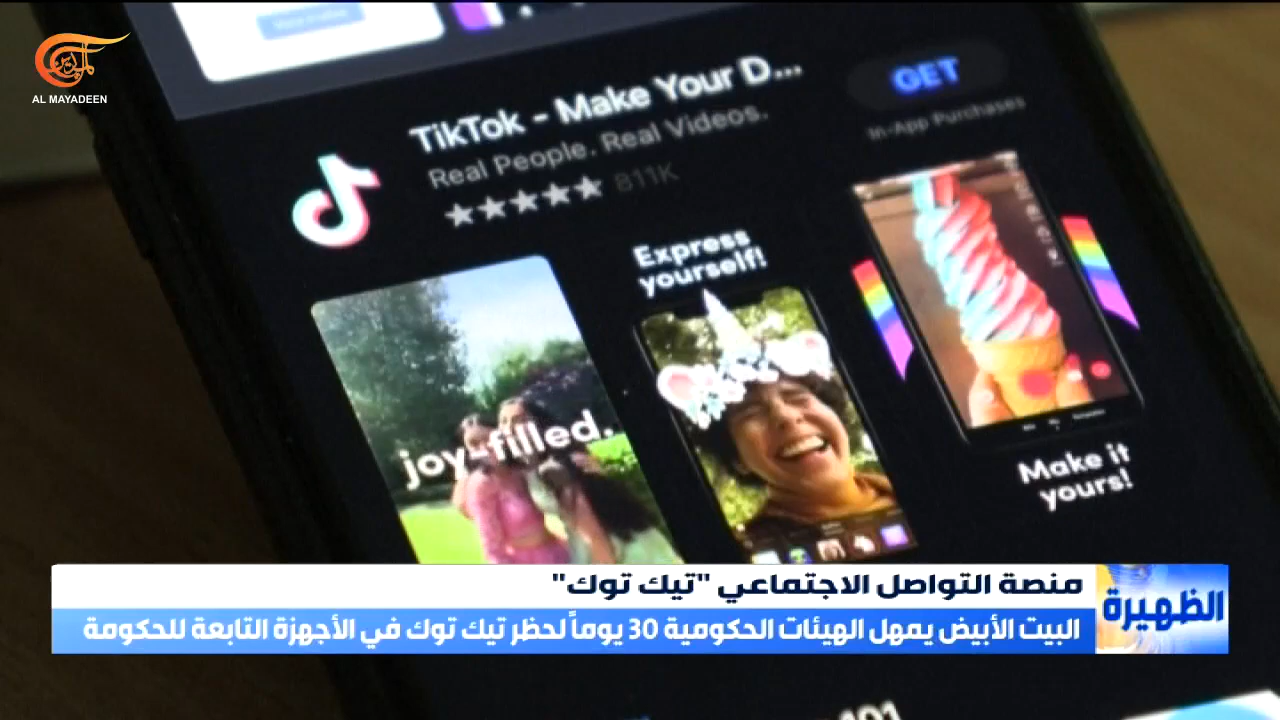 AL MAYADEEN
TikTok - Make Your D...
Real People. Real Videos.
811K
GET
In-App Purchases
joy-filled.
Express
yourself!
Make it
yours!
منصة التواصل الاجتماعي "تيك توك"
الظهيرة
البيت الأبيض يمهل الهيئات الحكومية 30 يوماً لحظر تيك توك في الأجهزة التابعة للحكومة